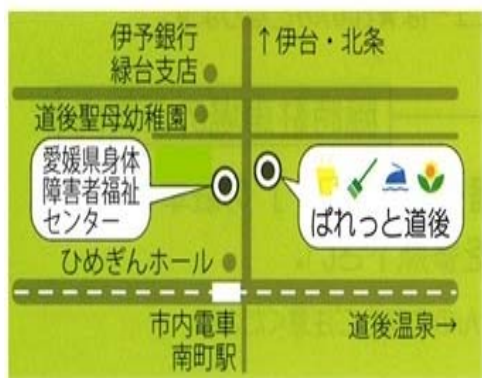 伊予銀行
緑台支店
↑伊台・北条
道後聖母幼稚園
愛媛県身体
障害者福祉
センター
ぱれっと道後
ひめぎんホール
市内電車
南町駅
道後温泉→